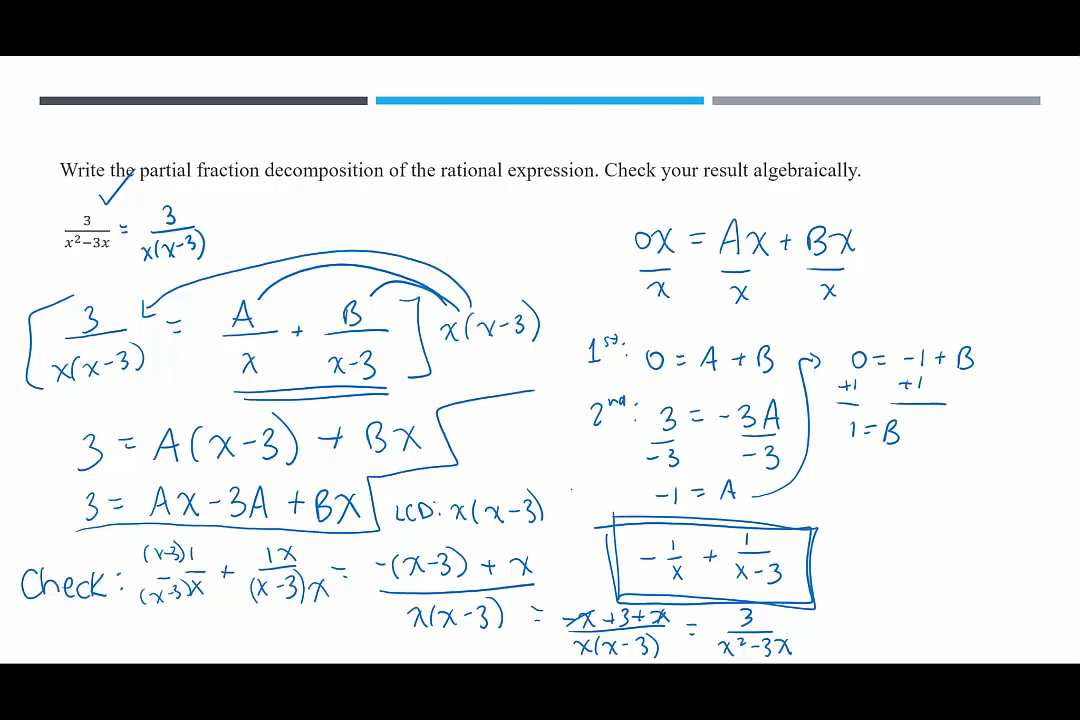 Write the partial fraction decomposition of the rational expression. Check your result algebraically.
3/(x²−3x) = 3/(x(x-3))
[3/(x(x-3)) = A/x + B/(x-3)] x(x-3)
3 = A(x-3) + Bx
3 = Ax-3A + Bx
LCD: x(x-3)
0x/x = Ax/x + Bx/x
1st: 0 = A + B
0 = -1 + B
+1 +1
1 = B
2nd: 3/-3 = -3A/-3
-1 = A
-1/x + 1/(x-3)
Check: (x-3)1/(x-3)x + 1x/(x-3)x = (-(x-3) + x)/(x(x-3)) = (-x+3+x)/(x(x-3)) = 3/(x²-3x)